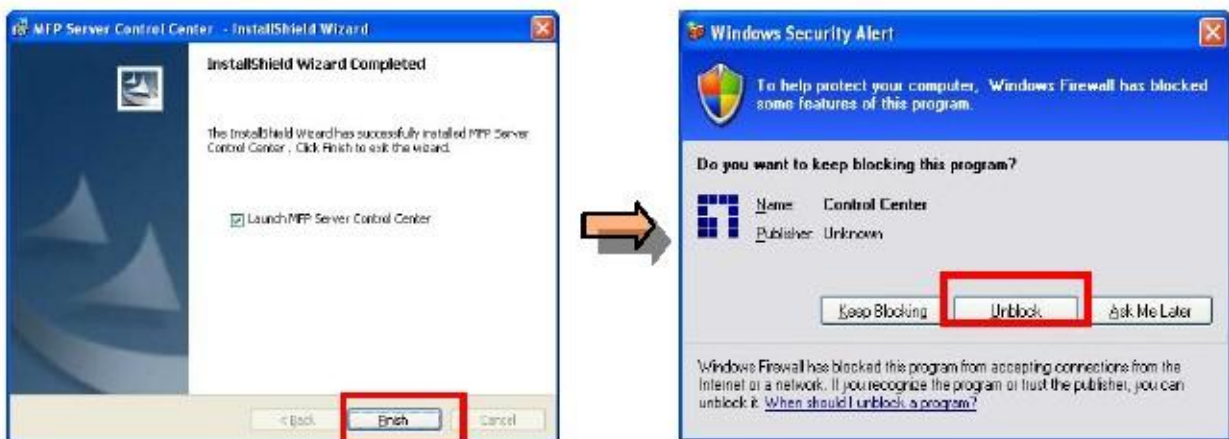 MFP Server Control Center - InstallShield Wizard
InstallShield Wizard Completed
The InstallShield Wizard has successfully installed MFP Server
Control Center . Click Finish to exit the wizard.
Launch MFP Server Control Center
< Back
Finish
Cancel
Windows Security Alert
To help protect your computer, Windows Firewall has blocked
some features of this program.
Do you want to keep blocking this program?
Name: Control Center
Publisher: Unknown
Keep Blocking
Unblock
Ask Me Later
Windows Firewall has blocked this program from accepting connections from the
Internet or a network. If you recognize the program or trust the publisher, you can
unblock it. When should I unblock a program?